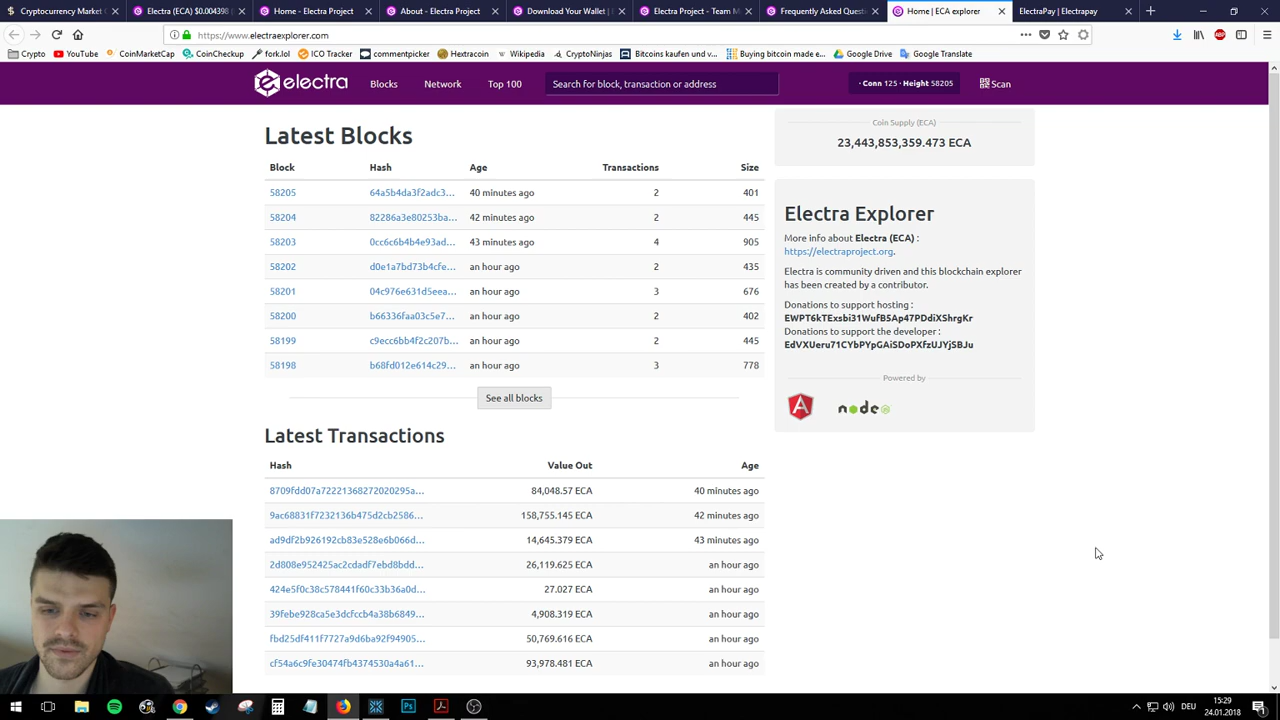 Cryptocurrency Market
Electra (ECA) $0.004398
Home - Electra Project
About - Electra Project
Download Your Wallet | E
Electra Project - Team M
Frequently Asked Questi
Home | ECA explorer
ElectraPay | Electrapay
https://www.electraexplorer.com
Crypto
YouTube
CoinMarketCap
CoinCheckup
fork.lol
ICO Tracker
commentpicker
Hextracoin
Wikipedia
CryptoNinjas
Bitcoins kaufen und v...
Buying bitcoin made e...
Google Drive
Google Translate
electra
Blocks
Network
Top 100
Search for block, transaction or address
· Conn 125 · Height 58205
Scan
Latest Blocks
Block Hash Age Transactions Size
58205 64a5b4da3f2adc3... 40 minutes ago 2 401
58204 82286a3e80253ba... 42 minutes ago 2 445
58203 0cc6c6b4b4e93ad... 43 minutes ago 4 905
58202 d0e1a7bd73b4cfe... an hour ago 2 435
58201 04c976e631d5eea... an hour ago 3 676
58200 b66336faa03c5e7... an hour ago 2 402
58199 c9ecc6bb4f2c207b... an hour ago 2 445
58198 b68fd012e614c29... an hour ago 3 778
See all blocks
Latest Transactions
Hash Value Out Age
8709fdd07a72221368272020295a... 84,048.57 ECA 40 minutes ago
9ac68831f7232136b475d2cb2586... 158,755.145 ECA 42 minutes ago
ad9df2b926192cb83e528e6b066d... 14,645.379 ECA 43 minutes ago
2d808e952425ac2cdadf7ebd8bdd... 26,119.625 ECA an hour ago
424e5f0c38c578441f60c33b36a0d... 27.027 ECA an hour ago
39febe928ca5e3dcfccb4a38b6849... 4,908.319 ECA an hour ago
fbd25df411f7727a9d6ba92f94905... 50,769.616 ECA an hour ago
cf54a6c9fe30474fb4374530a4a61... 93,978.481 ECA an hour ago
Coin Supply (ECA)
23,443,853,359.473 ECA
Electra Explorer
More info about Electra (ECA) :
https://electraproject.org.
Electra is community driven and this blockchain explorer
has been created by a contributor.
Donations to support hosting :
EWPT6kTExsbi31WufB5Ap47PDdiXShrgKr
Donations to support the developer :
EdVXUeru71CYbPYpGAiSDoPXfzUJYjSBJu
Powered by
node
DEU
15:29
24.01.2018